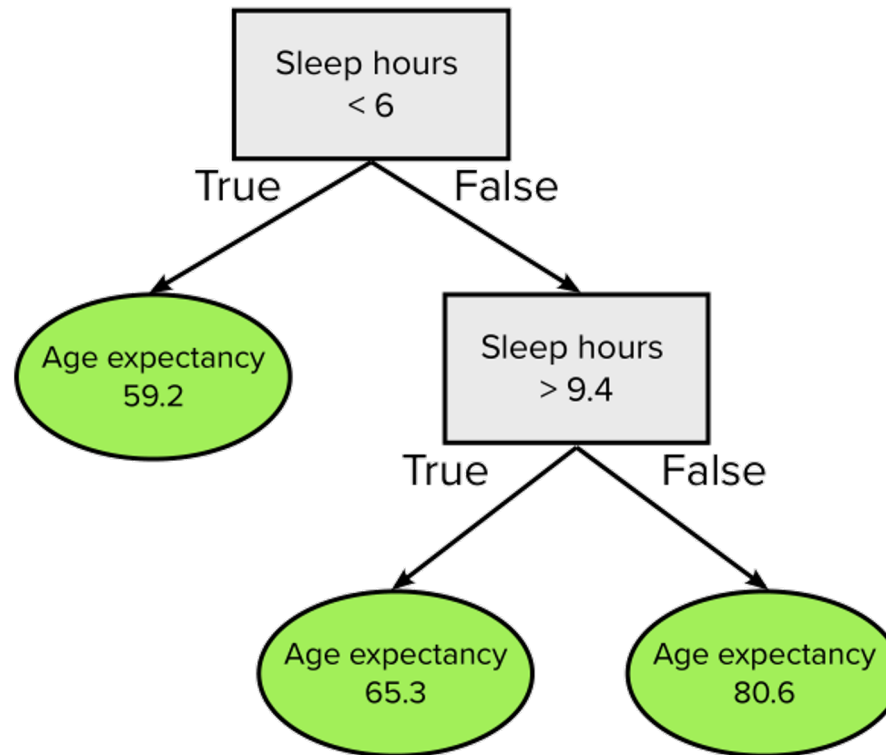 Sleep hours
< 6
True
False
Age expectancy
59.2
Sleep hours
> 9.4
True
False
Age expectancy
65.3
Age expectancy
80.6